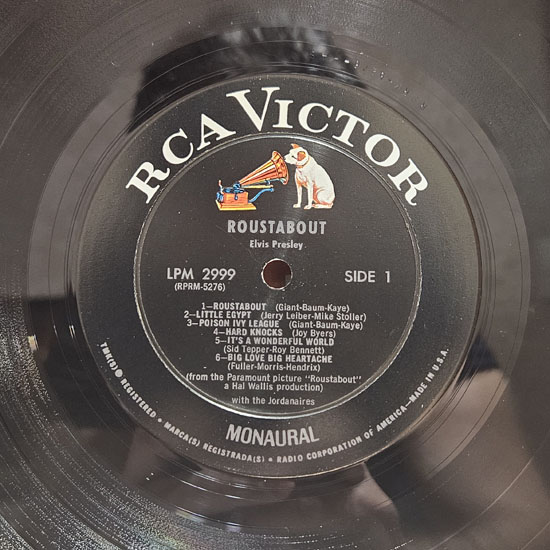 RCA VICTOR
ROUSTABOUT
Elvis Presley
LPM 2999
(RPRM-5276)
SIDE 1
1—ROUSTABOUT (Giant-Baum-Kaye)
2—LITTLE EGYPT (Jerry Leiber-Mike Stoller)
3—POISON IVY LEAGUE (Giant-Baum-Kaye)
4—HARD KNOCKS (Joy Byers)
5—IT'S A WONDERFUL WORLD
(Sid Tepper-Roy Bennett)
6—BIG LOVE BIG HEARTACHE
(Fuller-Morris-Hendrix)
(from the Paramount picture "Roustabout"
a Hal Wallis production)
with the Jordanaires
MONAURAL
TMK(S) ● REGISTERED ● MARCA(S) REGISTRADA(S) ● RADIO CORPORATION OF AMERICA—MADE IN U.S.A.